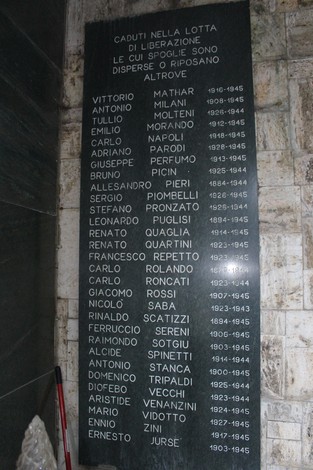 CADUTI NELLA LOTTA
DI LIBERAZIONE
LE CUI SPOGLIE SONO
DISPERSE O RIPOSANO
ALTROVE
VITTORIO MATHAR 1916-1945
ANTONIO MILANI 1908-1945
TULLIO MOLTENI 1926-1944
EMILIO MORANDO 1912-1945
CARLO NAPOLI 1918-1945
ADRIANO PARODI 1926-1945
GIUSEPPE PERFUMO 1913-1945
BRUNO PICIN 1925-1944
ALLESANDRO PIERI 1884-1944
SERGIO PIOMBELLI 1926-1945
STEFANO PRONZATO 1925-1944
LEONARDO PUGLISI 1894-1945
RENATO QUAGLIA 1914-1945
RENATO QUARTINI 1923-1945
FRANCESCO REPETTO 1923-1945
CARLO ROLANDO
CARLO RONCATI 1923-1944
GIACOMO ROSSI 1907-1945
NICOLÒ SABA 1923-1943
RINALDO SCATIZZI 1894-1945
FERRUCCIO SERENI 1906-1945
RAIMONDO SOTGIU 1903-1945
ALCIDE SPINETTI 1914-1944
ANTONIO STANCA 1900-1944
DOMENICO TRIPALDI 1925-1944
DIOFEBO VECCHI 1923-1944
ARISTIDE VENANZINI 1924-1944
MARIO VIDOTTO 1927-1945
ENNIO ZINI 1917-1945
ERNESTO JURSÉ 1903-1945